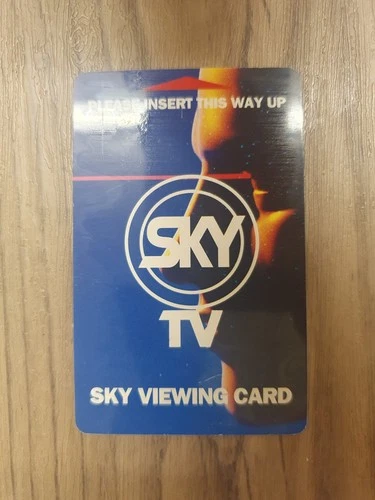 PLEASE INSERT THIS WAY UP
SKY
TV
SKY VIEWING CARD